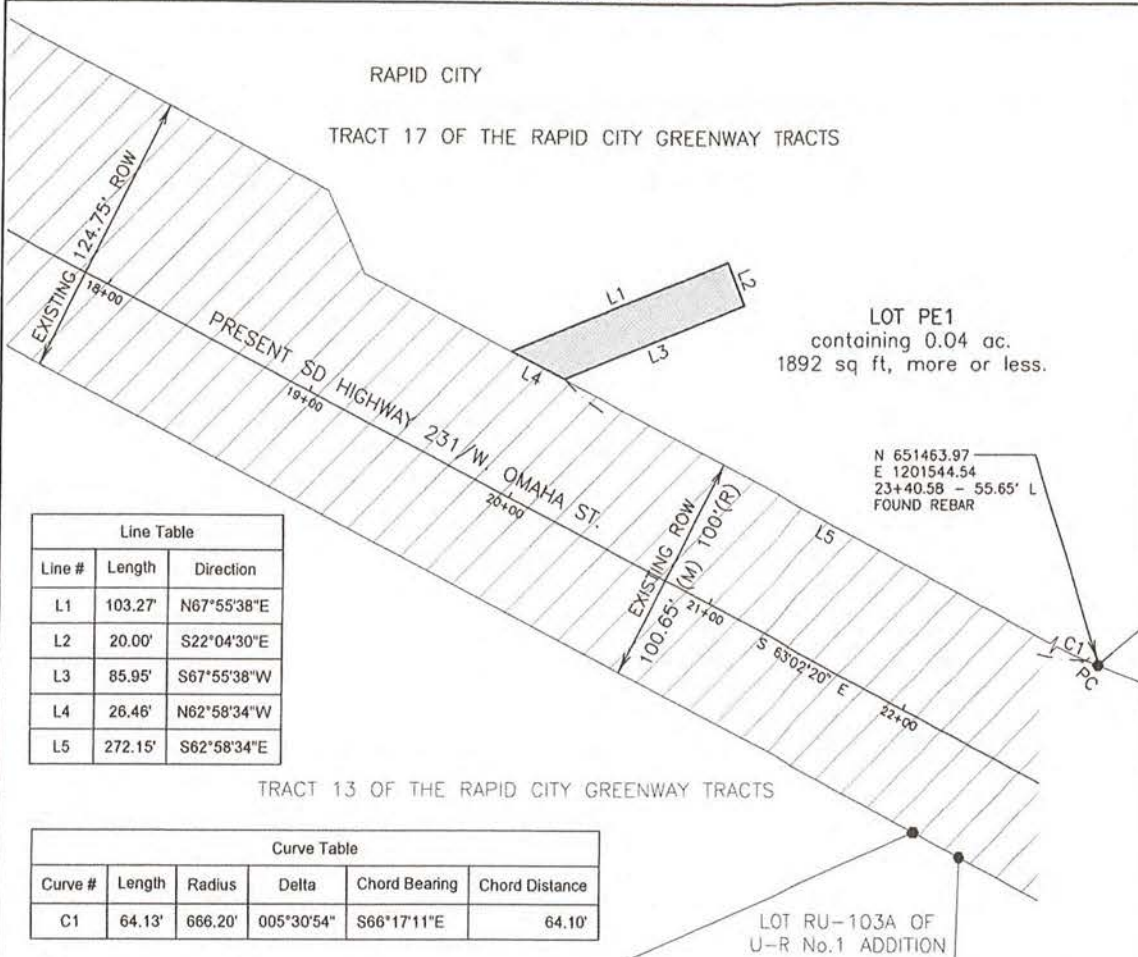 RAPID CITY
TRACT 17 OF THE RAPID CITY GREENWAY TRACTS
EXISTING 124.75' ROW
18+00
PRESENT SD HIGHWAY 231/W. OMAHA ST.
19+00
20+00
L1
L2
L3
L4
LOT PE1
containing 0.04 ac.
1892 sq ft, more or less.
N 651463.97
E 1201544.54
23+40.58 - 55.65' L
FOUND REBAR
L5
EXISTING ROW
100.65' (M) 100'(R)
21+00
S 63°02'20" E
22+00
C1
PC
Line Table
Line # Length Direction
L1 103.27' N67°55'38"E
L2 20.00' S22°04'30"E
L3 85.95' S67°55'38"W
L4 26.46' N62°58'34"W
L5 272.15' S62°58'34"E
TRACT 13 OF THE RAPID CITY GREENWAY TRACTS
Curve Table
Curve # Length Radius Delta Chord Bearing Chord Distance
C1 64.13' 666.20' 005°30'54" S66°17'11"E 64.10'
LOT RU-103A OF
U-R No.1 ADDITION